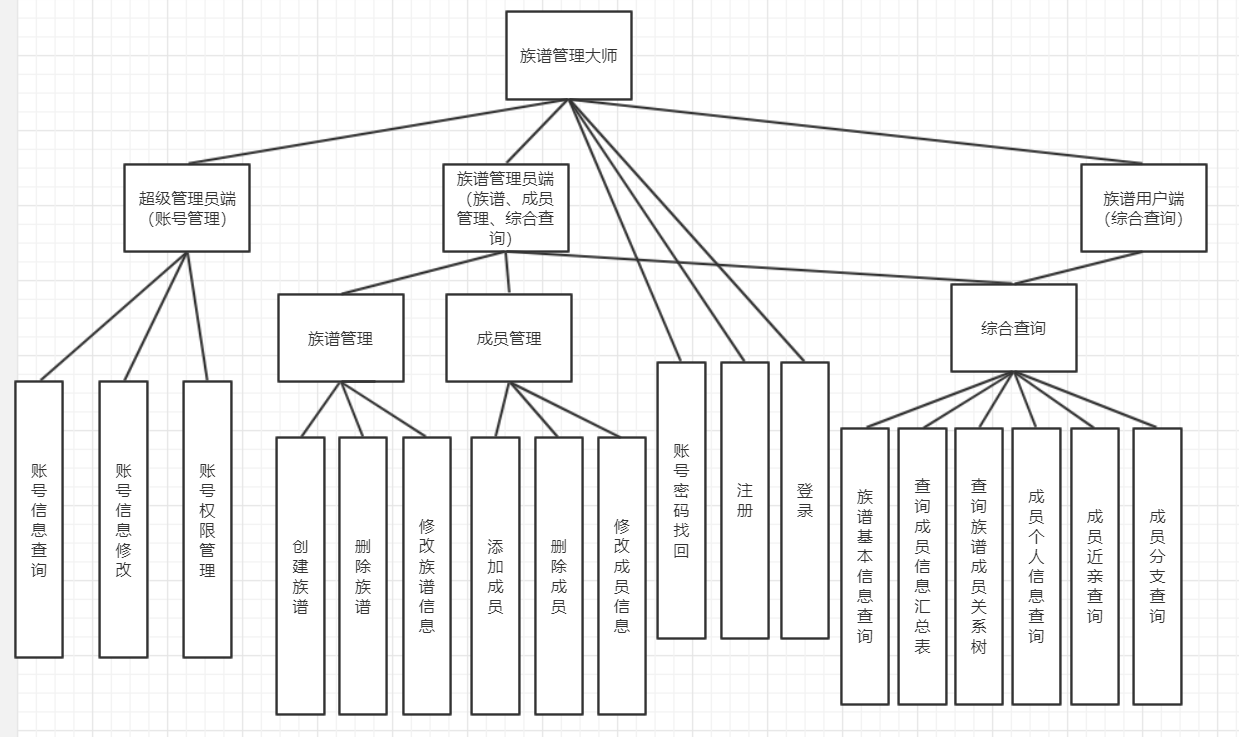 族谱管理大师
超级管理员端
（账号管理）
族谱管理员端
（族谱、成员
管理、综合查
询）
族谱用户端
（综合查询）
族谱管理
成员管理
综合查询
账号信息查询
账号信息修改
账号权限管理
创建族谱
删除族谱
修改族谱信息
添加成员
删除成员
修改成员信息
账号密码找回
注册
登录
族谱基本信息查询
查询成员信息汇总表
查询族谱成员关系树
成员个人信息查询
成员近亲查询
成员分支查询